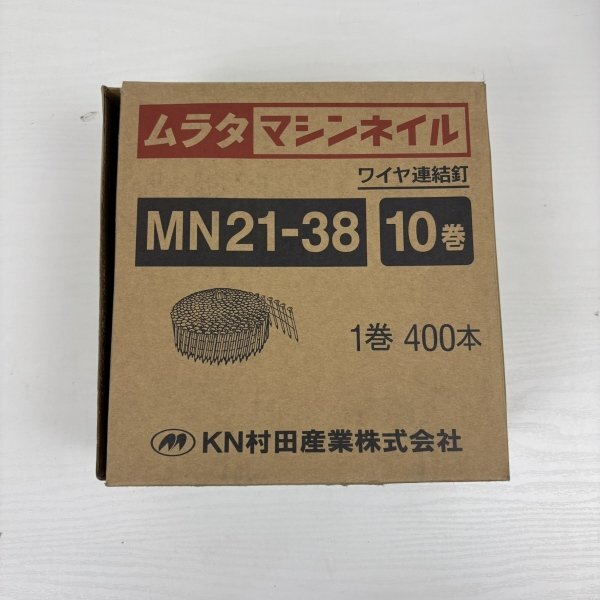 ムラタマシンネイル
ワイヤ連結釘
MN21-38 10巻
1巻 400本
KN村田産業株式会社